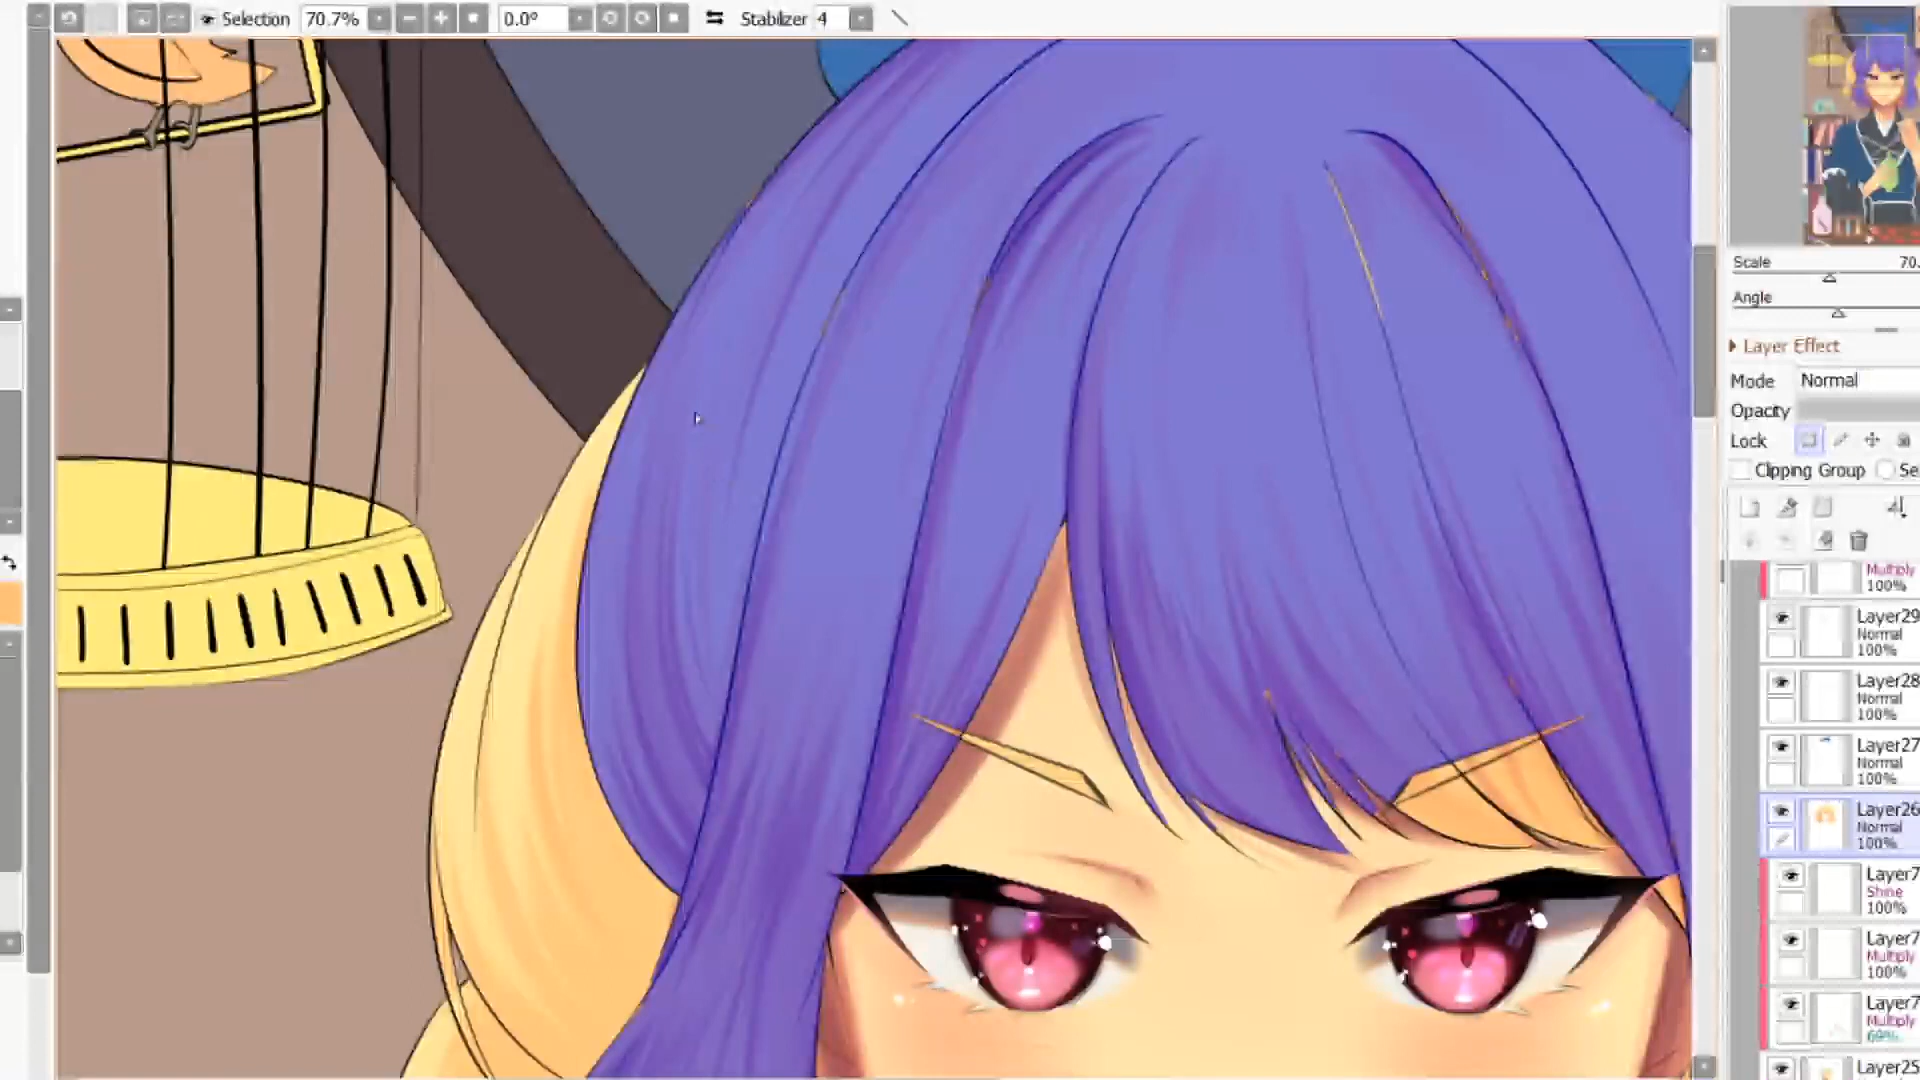 Selection 70.7% 0.0° Stabilizer 4
Scale 70.
Angle
Layer Effect
Mode Normal
Opacity
Lock
Clipping Group Se
Multiply
100%
Layer29
Normal
100%
Layer28
Normal
100%
Layer27
Normal
100%
Layer26
Normal
100%
Layer7
Shine
100%
Layer7
Multiply
100%
Layer7
Multiply
69%
Layer25